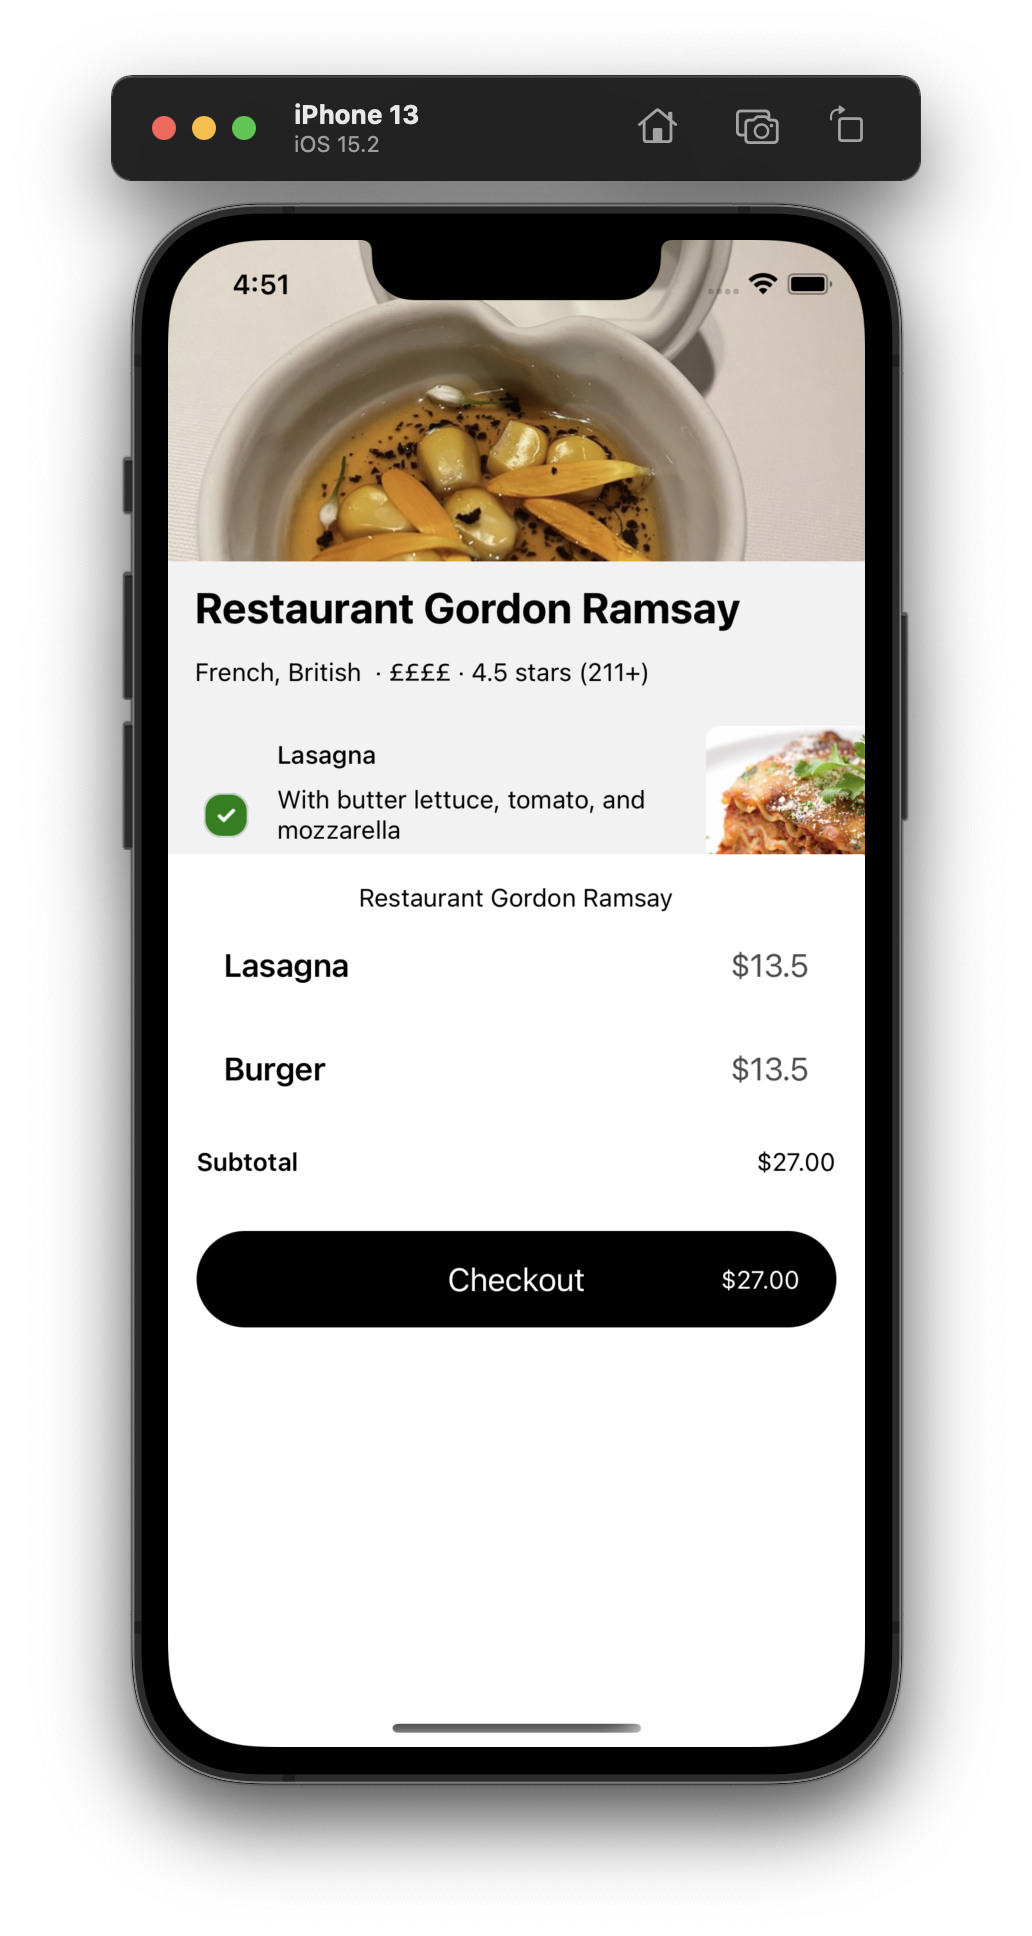 iPhone 13
iOS 15.2
4:51
Restaurant Gordon Ramsay
French, British · ££££ · 4.5 stars (211+)
Lasagna
With butter lettuce, tomato, and
mozzarella
Restaurant Gordon Ramsay
Lasagna $13.5
Burger $13.5
Subtotal $27.00
Checkout $27.00